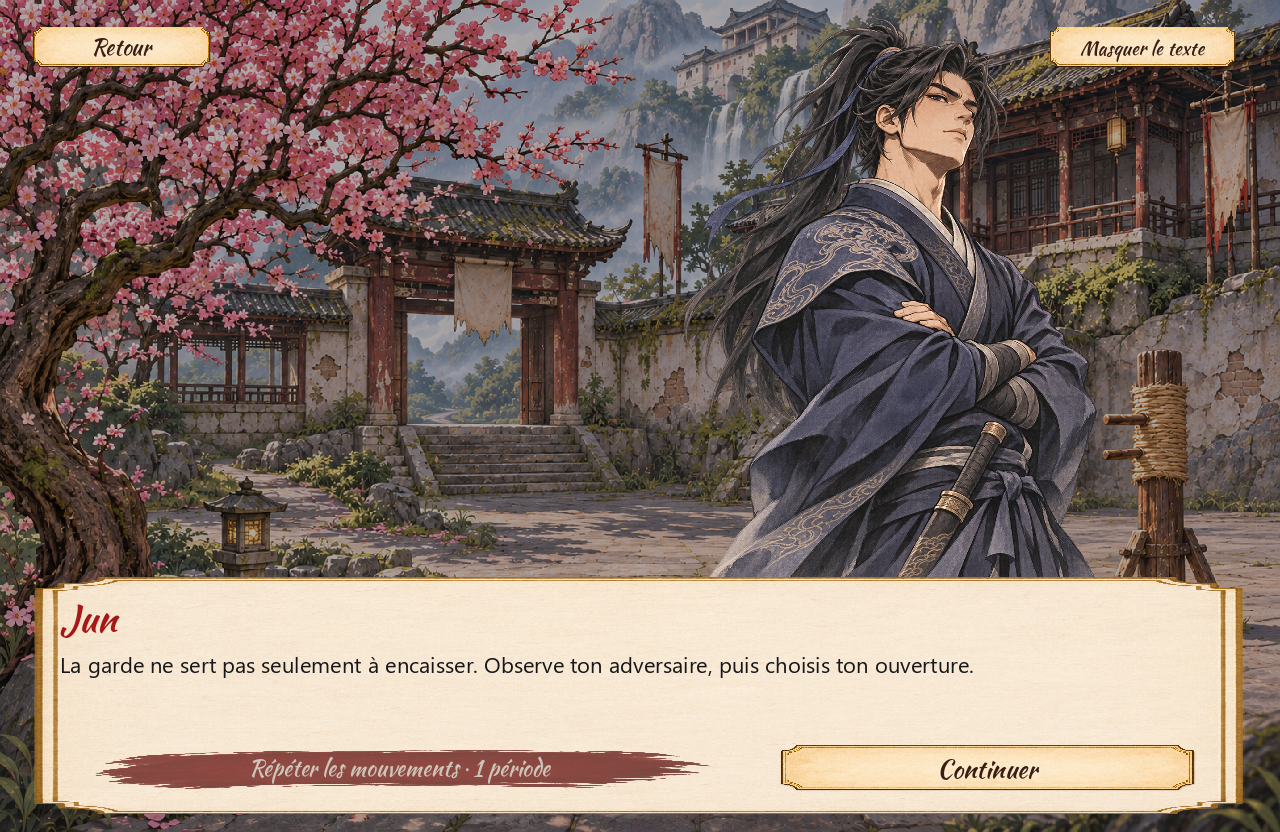 Retour
Masquer le texte
Jun
La garde ne sert pas seulement à encaisser. Observe ton adversaire, puis choisis ton ouverture.
Répéter les mouvements · 1 période
Continuer